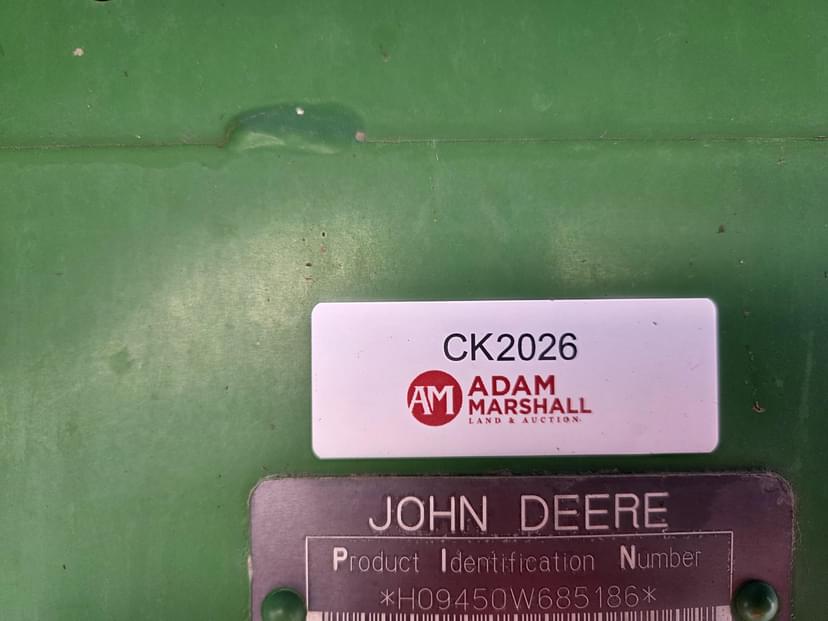 CK2026
AM
ADAM
MARSHALL
LAND & AUCTION
JOHN DEERE
Product Identification Number
*H09450W685186*